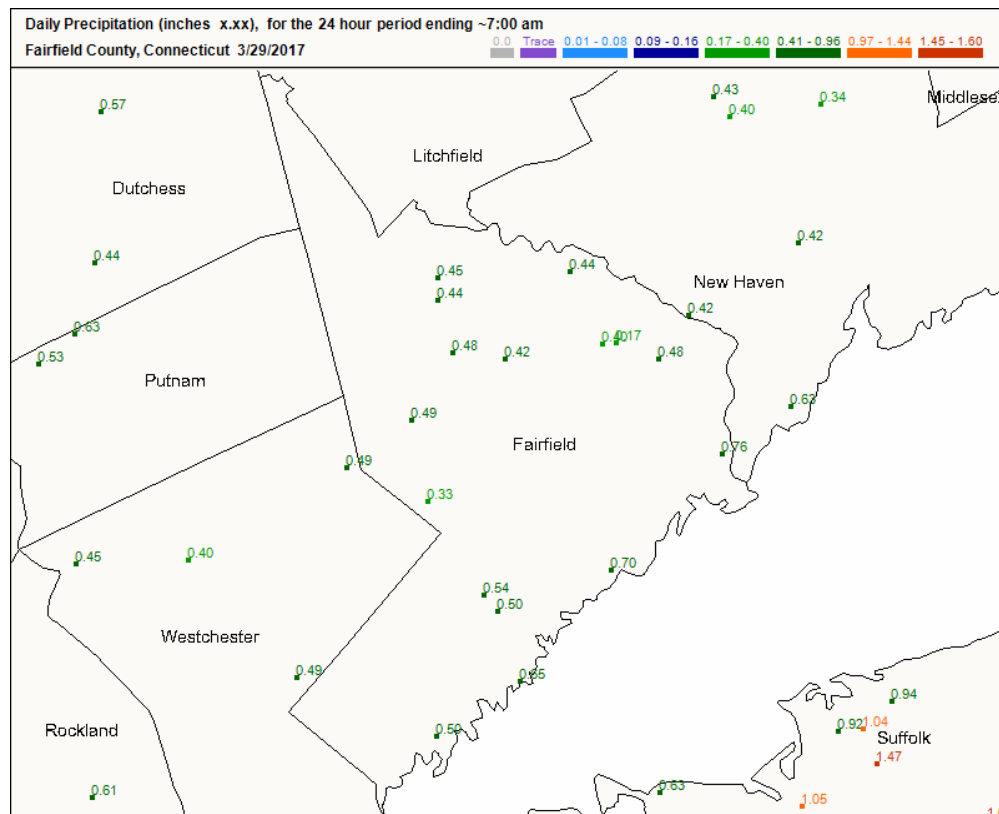 Daily Precipitation (inches x.xx), for the 24 hour period ending ~7:00 am
Fairfield County, Connecticut 3/29/2017
0.0 Trace 0.01 - 0.08 0.09 - 0.16 0.17 - 0.40 0.41 - 0.96 0.97 - 1.44 1.45 - 1.60
0.57
0.43
0.40
0.34
Middlese
Litchfield
Dutchess
0.44
0.42
0.45
0.44
0.44
New Haven
0.63
0.42
0.53
0.48
0.42
0.40
0.17
0.48
Putnam
0.49
0.63
Fairfield
0.49
0.76
0.33
0.45
0.40
0.70
0.54
0.50
Westchester
0.49
0.94
Rockland
0.92
1.04
Suffolk
1.47
0.61
0.63
1.05